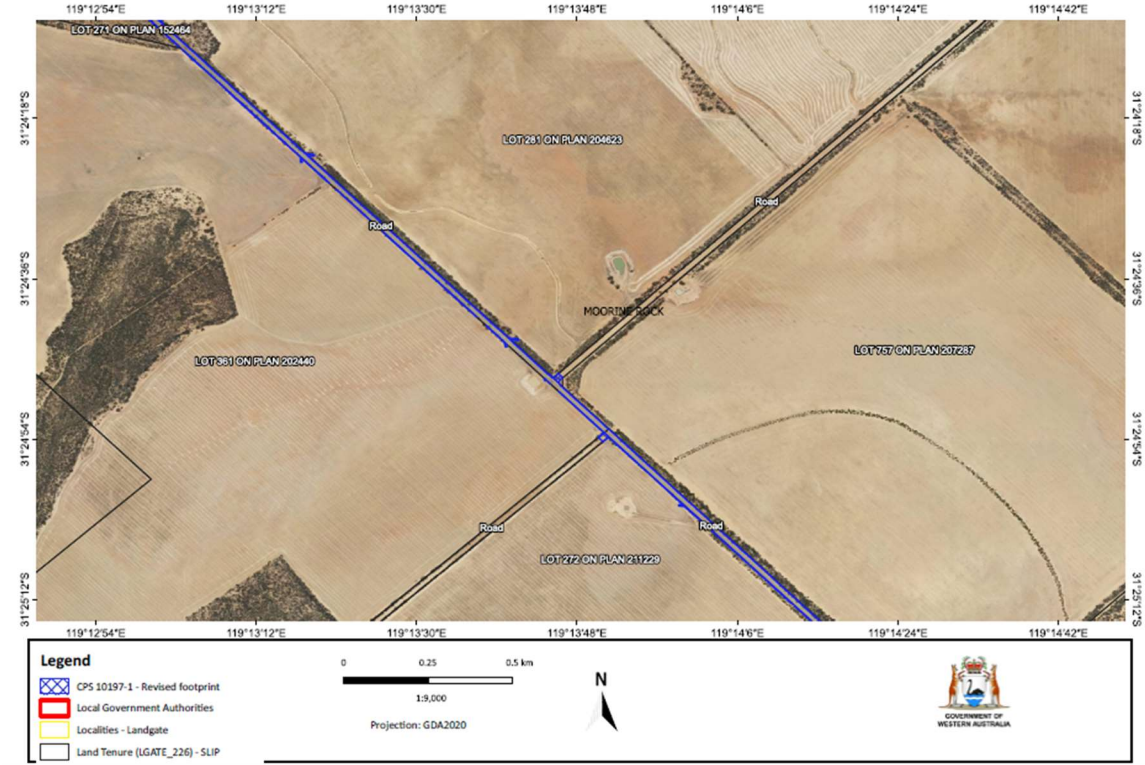 119°12'54"E 119°13'12"E 119°13'30"E 119°13'48"E 119°14'6"E 119°14'24"E 119°14'42"E
LOT 271 ON PLAN 152464
31°24'18"S 31°24'18"S
LOT 281 ON PLAN 204623
Road
Road
31°24'36"S 31°24'36"S
MOORINE ROCK
LOT 757 ON PLAN 207287
LOT 361 ON PLAN 202440
31°24'54"S 31°24'54"S
Road Road
LOT 272 ON PLAN 211229
31°25'12"S 31°25'12"S
119°12'54"E 119°13'12"E 119°13'30"E 119°13'48"E 119°14'6"E 119°14'24"E 119°14'42"E
Legend
CPS 10197-1 - Revised footprint
Local Government Authorities
Localities - Landgate
Land Tenure (LGATE_226) - SLIP
0 0.25 0.5 km
1:9,000
Projection: GDA2020
N
GOVERNMENT OF
WESTERN AUSTRALIA